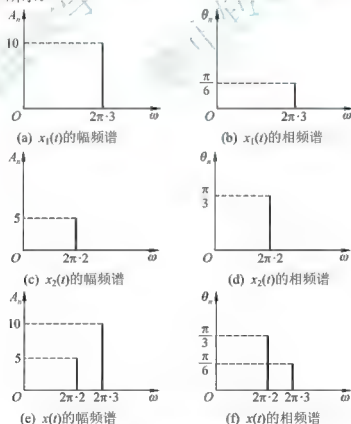 Aₙ
10
O
2π·3
ω
(a) x₁(t)的幅频谱
θₙ
π/6
O
2π·3
ω
(b) x₁(t)的相频谱
Aₙ
5
O
2π·2
ω
(c) x₂(t)的幅频谱
θₙ
π/3
O
2π·2
ω
(d) x₂(t)的相频谱
Aₙ
10
5
O
2π·2 2π·3
ω
(e) x(t)的幅频谱
θₙ
π/3
π/6
O
2π·2 2π·3
ω
(f) x(t)的相频谱